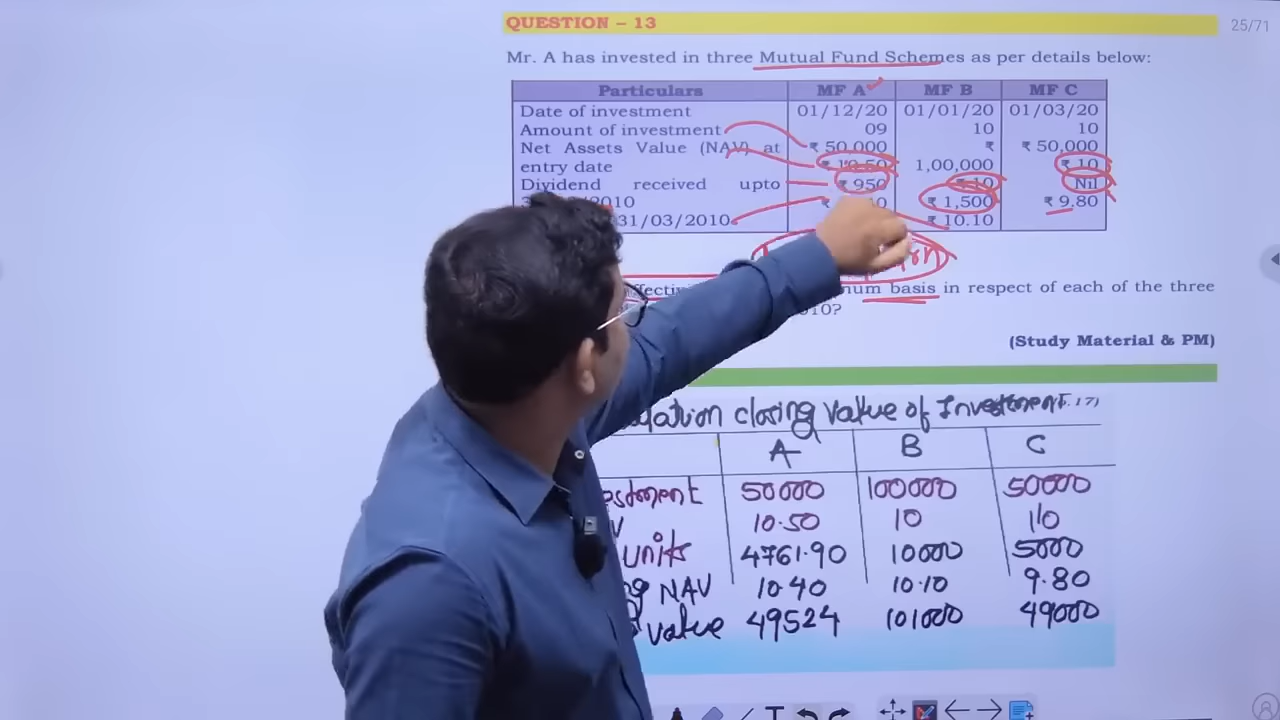 QUESTION – 13
25/71
Mr. A has invested in three Mutual Fund Schemes as per details below:
Particulars MF A MF B MF C
Date of investment 01/12/20 01/01/20 01/03/20
Amount of investment 09 10 10
Net Assets Value (NAV) at ₹ 50,000 ₹ ₹ 50,000
entry date ₹ 10.50 1,00,000 ₹ 10
Dividend received upto ₹ 950 ₹ 10 Nil
₹ ₹ 1,500 ₹ 9.80
31/03/2010 ₹ 10.10
basis in respect of each of the three
(Study Material & PM)
closing value of Investment
A B C
50000 100000 50000
10.50 10 10
units 4761.90 10000 5000
NAV 10.40 10.10 9.80
value 49524 101000 49000